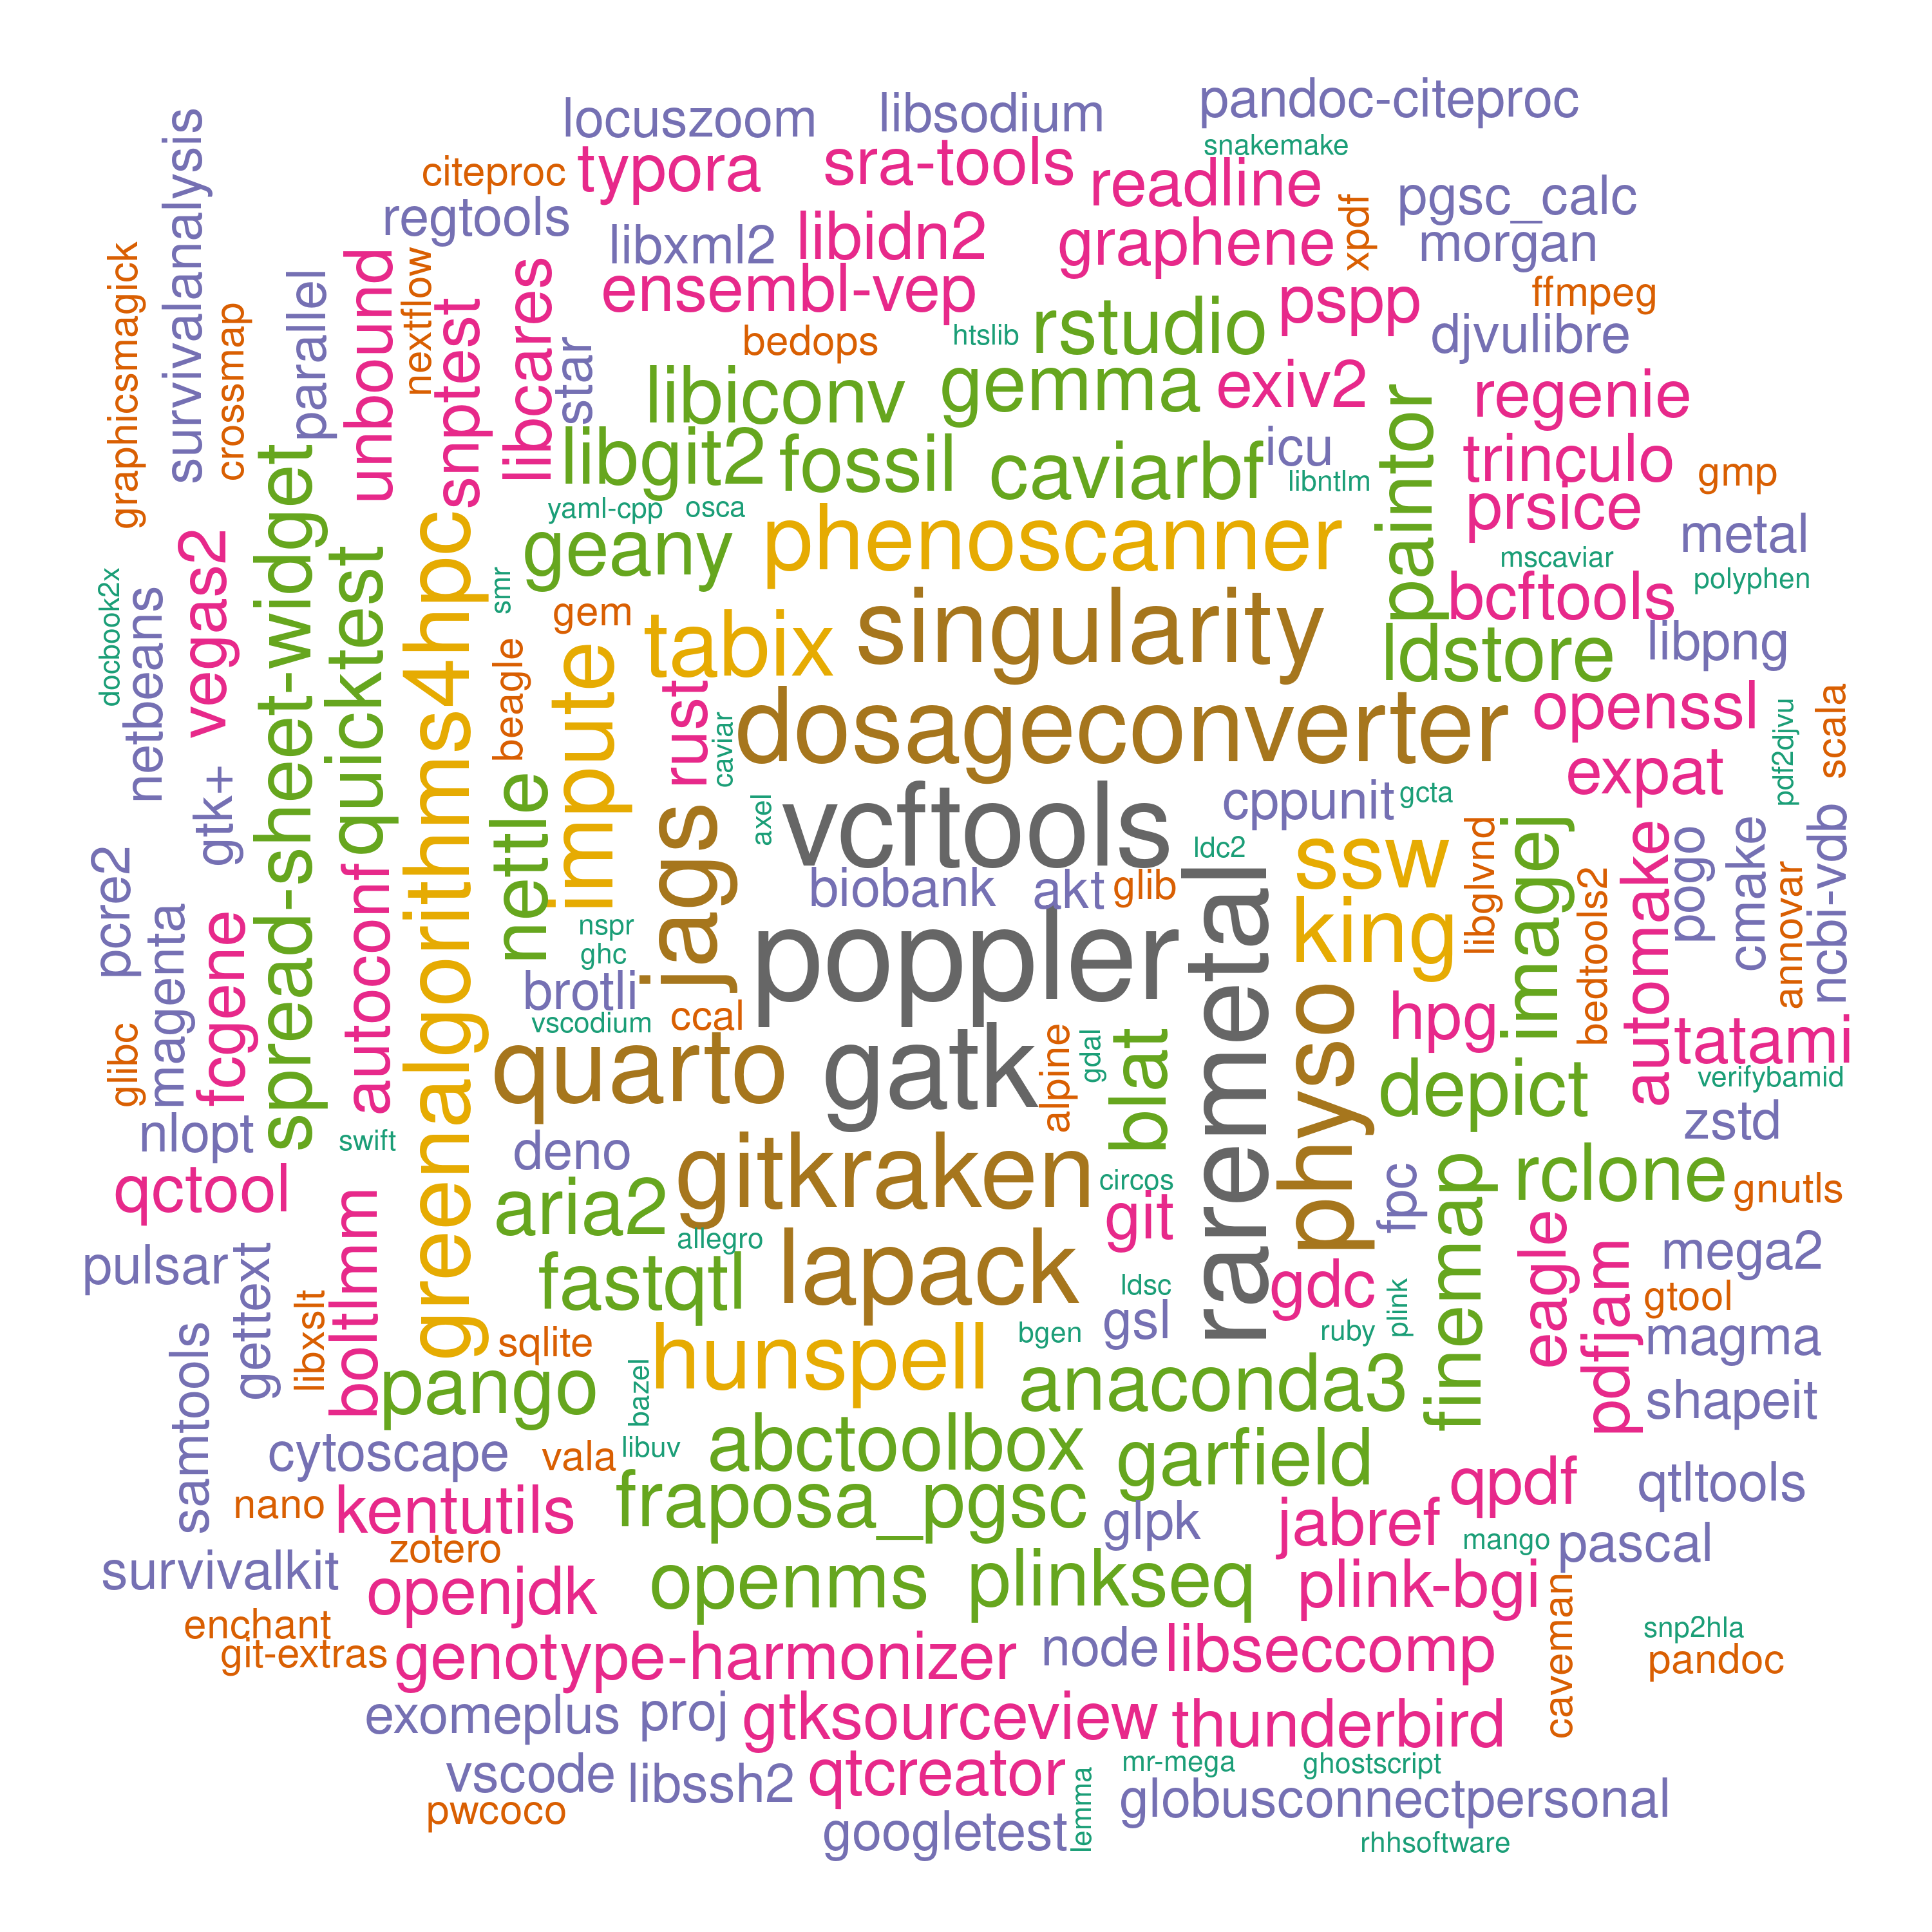 pandoc-citeproc
locuszoom
libsodium
snakemake
citeproc
typora
sra-tools
readline
pgsc_calc
survivalanalysis
regtools
libxml2
libidn2
graphene
xpdf
morgan
graphicsmagick
crossmap
parallel
unbound
nextflow
snptest
libcares
star
ensembl-vep
pspp
ffmpeg
bedops
htslib
rstudio
djvulibre
libiconv
gemma
exiv2
paintor
regenie
libgit2
fossil
caviarbf
icu
libntlm
trinculo
gmp
yaml-cpp
osca
prsice
metal
geany
phenoscanner
mscaviar
polyphen
docbook2x
netbeans
vegas2
spread-sheet-widget
quicktest
greenalgorithms4hpc
smr
gem
tabix
singularity
bcftools
ldstore
libpng
beagle
impute
rust
caviar
dosageconverter
openssl
pdf2djvu
scala
expat
gtk+
nettle
jags
axel
vcftools
cppunit
gcta
ldc2
ssw
libglvnd
imagej
bedtools2
automake
pogo
cmake
annovar
ncbi-vdb
pcre2
magenta
fcgene
autoconf
biobank
akt
glib
raremetal
king
nspr
ghc
poppler
brotli
vscodium
ccal
physo
hpg
tatami
glibc
quarto
gatk
alpine
gdal
blat
depict
verifybamid
nlopt
swift
deno
zstd
qctool
boltlmm
aria2
gitkraken
circos
git
fpc
finemap
rclone
gnutls
allegro
eagle
pdfjam
mega2
pulsar
gettext
libxslt
fastqtl
lapack
ldsc
gdc
plink
gtool
samtools
sqlite
hunspell
bgen
gsl
ruby
magma
pango
bazel
anaconda3
shapeit
cytoscape
vala
libuv
abctoolbox
garfield
qpdf
qtltools
nano
kentutils
fraposa_pgsc
glpk
jabref
mango
pascal
zotero
survivalkit
openjdk
openms
plinkseq
plink-bgi
caveman
enchant
git-extras
genotype-harmonizer
node
libseccomp
snp2hla
pandoc
exomeplus
proj
gtksourceview
thunderbird
vscode
libssh2
qtcreator
lemma
mr-mega
ghostscript
pwcoco
globusconnectpersonal
googletest
rhhsoftware